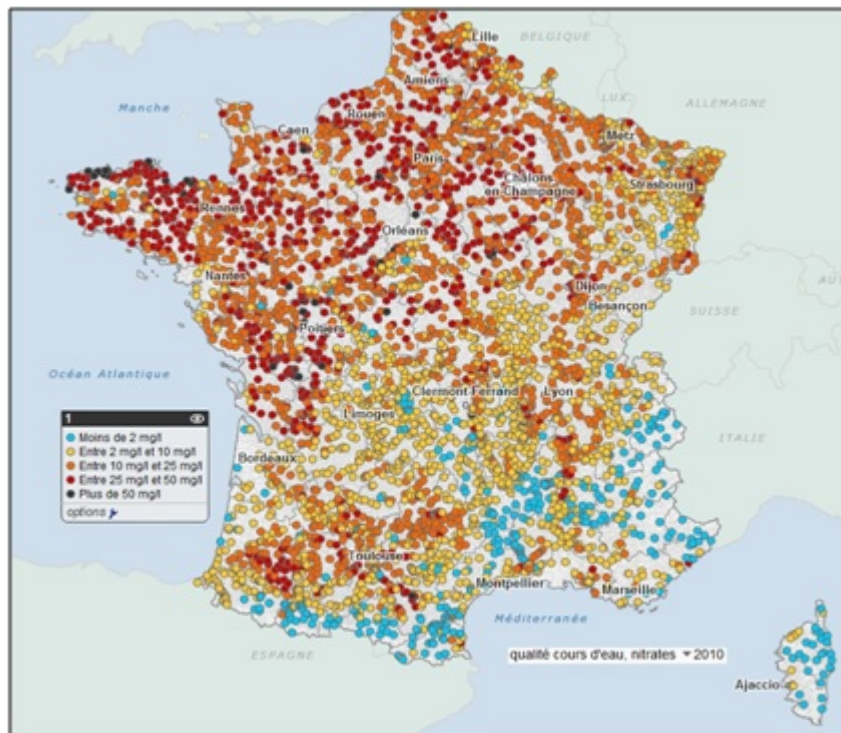 Lille
BELGIQUE
Amiens
Manche
LUX.
ALLEMAGNE
Rouen
Caen
Metz
Paris
Châlons
en-Champagne
Strasbourg
Rennes
Orléans
Nantes
Dijon
Besançon
AU
SUISSE
Poitiers
Océan Atlantique
Clermont-Ferrand
Lyon
Limoges
ITALIE
1
Moins de 2 mg/l
Entre 2 mg/l et 10 mg/l
Entre 10 mg/l et 25 mg/l
Entre 25 mg/l et 50 mg/l
Plus de 50 mg/l
options
Bordeaux
Toulouse
Montpellier
Marseille
Méditerranée
ESPAGNE
qualité cours d'eau, nitrates 2010
Ajaccio